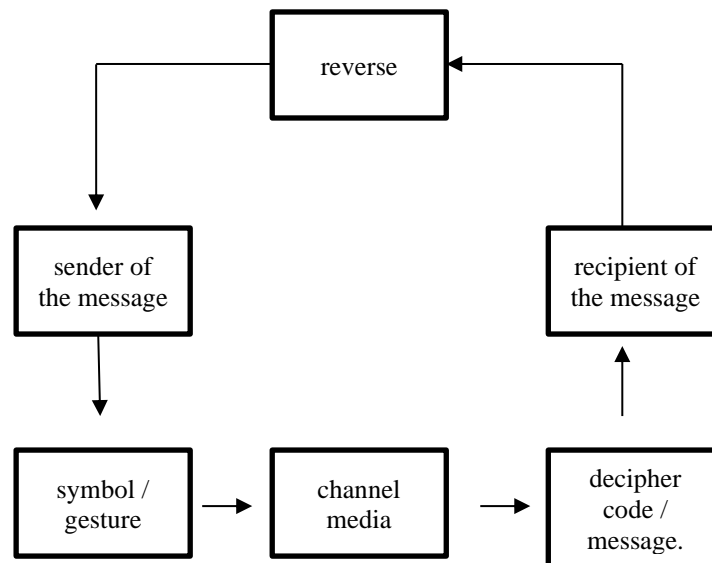 reverse
sender of
the message
recipient of
the message
symbol /
gesture
channel
media
decipher
code /
message.